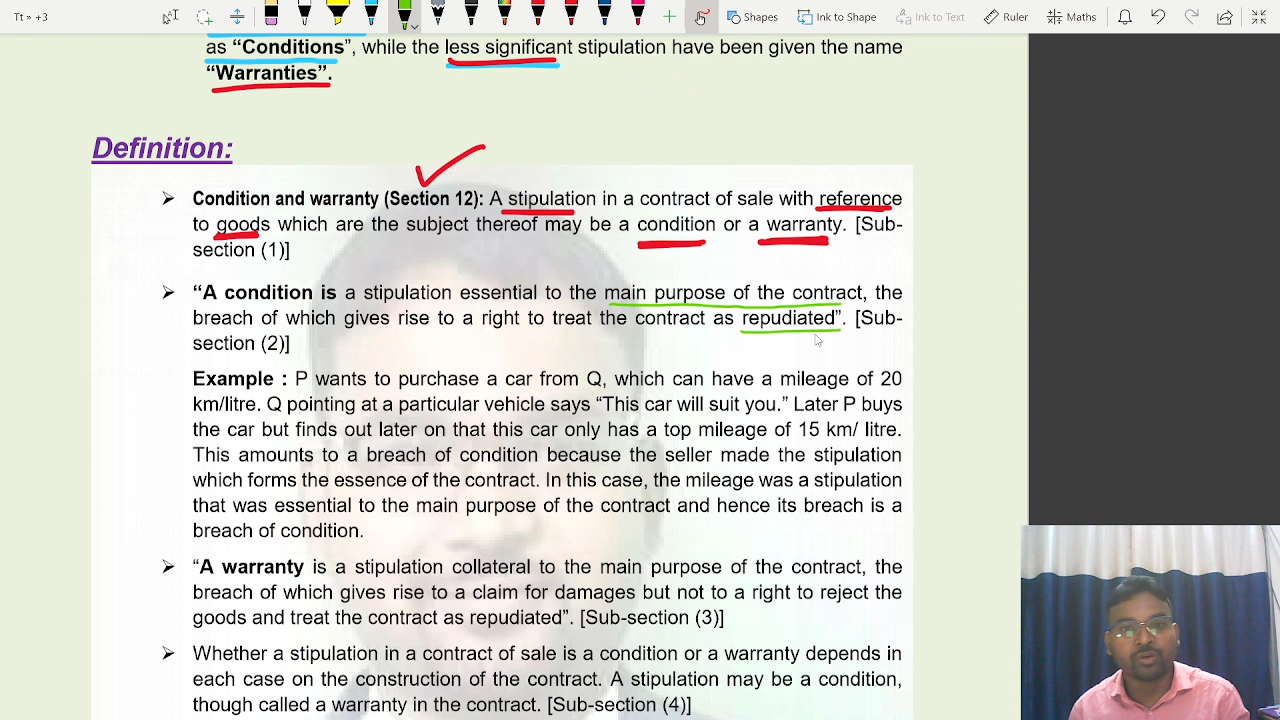 Tt > +3
Shapes
Ink to Shape
Ink to Text
Ruler
Maths
as “Conditions”, while the less significant stipulation have been given the name
“Warranties”.
Definition:
➢ Condition and warranty (Section 12): A stipulation in a contract of sale with reference
to goods which are the subject thereof may be a condition or a warranty. [Sub-
section (1)]
➢ “A condition is a stipulation essential to the main purpose of the contract, the
breach of which gives rise to a right to treat the contract as repudiated”. [Sub-
section (2)]
Example : P wants to purchase a car from Q, which can have a mileage of 20
km/litre. Q pointing at a particular vehicle says “This car will suit you.” Later P buys
the car but finds out later on that this car only has a top mileage of 15 km/ litre.
This amounts to a breach of condition because the seller made the stipulation
which forms the essence of the contract. In this case, the mileage was a stipulation
that was essential to the main purpose of the contract and hence its breach is a
breach of condition.
➢ “A warranty is a stipulation collateral to the main purpose of the contract, the
breach of which gives rise to a claim for damages but not to a right to reject the
goods and treat the contract as repudiated”. [Sub-section (3)]
➢ Whether a stipulation in a contract of sale is a condition or a warranty depends in
each case on the construction of the contract. A stipulation may be a condition,
though called a warranty in the contract. [Sub-section (4)]